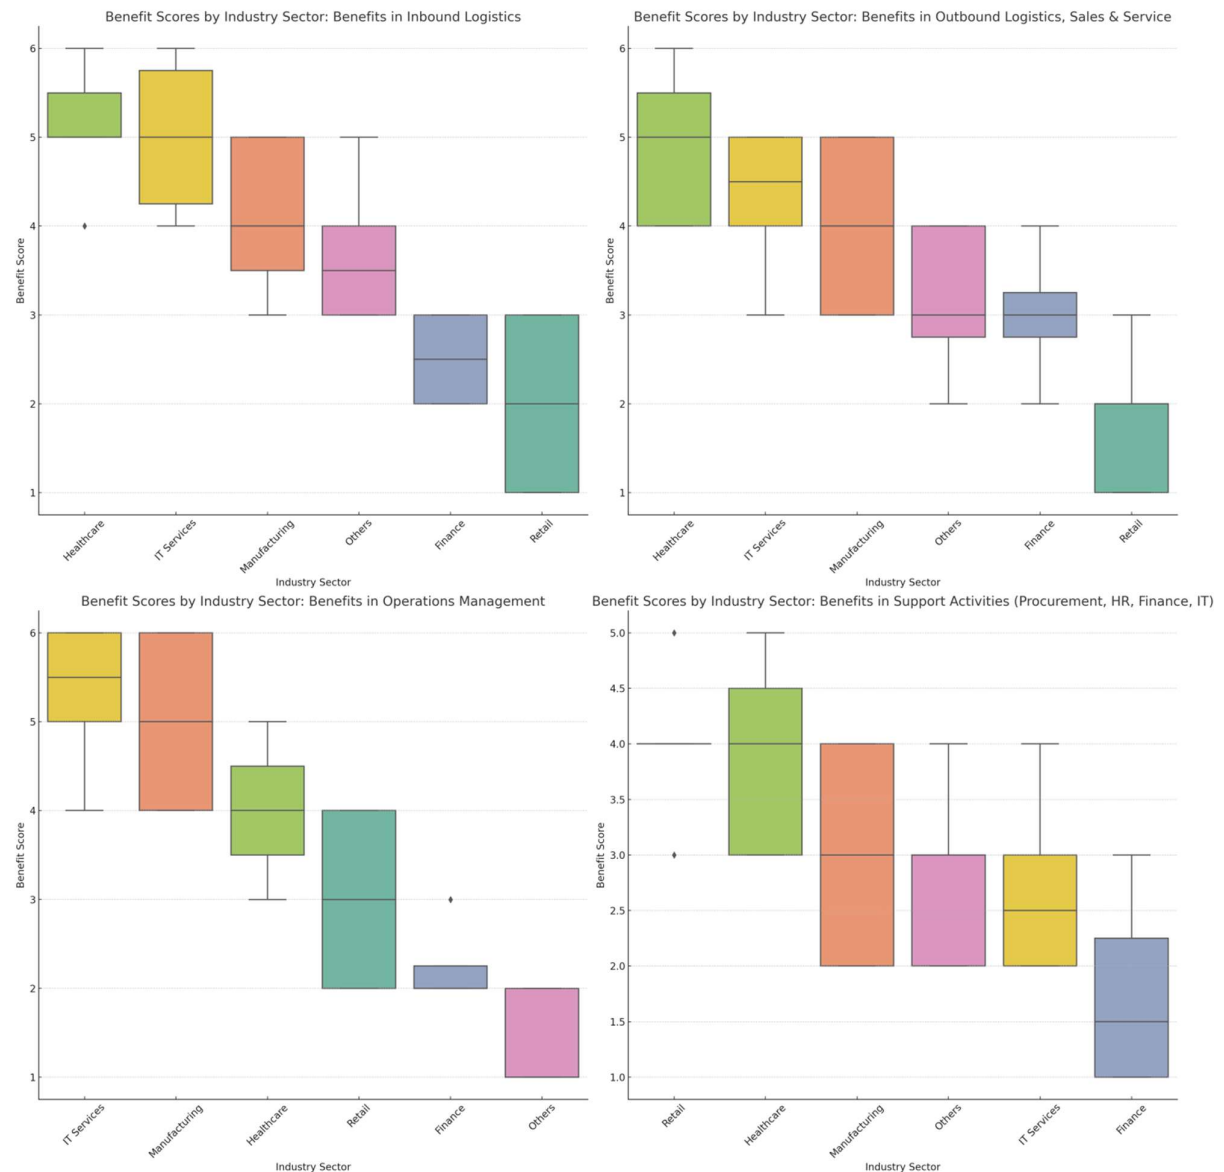 Benefit Scores by Industry Sector: Benefits in Inbound Logistics
6
5
4
3
2
1
Benefit Score
Healthcare
IT Services
Manufacturing
Others
Finance
Retail
Industry Sector
Benefit Scores by Industry Sector: Benefits in Outbound Logistics, Sales & Service
6
5
4
3
2
1
Benefit Score
Healthcare
IT Services
Manufacturing
Others
Finance
Retail
Industry Sector
Benefit Scores by Industry Sector: Benefits in Operations Management
6
5
4
3
2
1
Benefit Score
IT Services
Manufacturing
Healthcare
Retail
Finance
Others
Industry Sector
Benefit Scores by Industry Sector: Benefits in Support Activities (Procurement, HR, Finance, IT)
5.0
4.5
4.0
3.5
3.0
2.5
2.0
1.5
1.0
Benefit Score
Retail
Healthcare
Manufacturing
Others
IT Services
Finance
Industry Sector